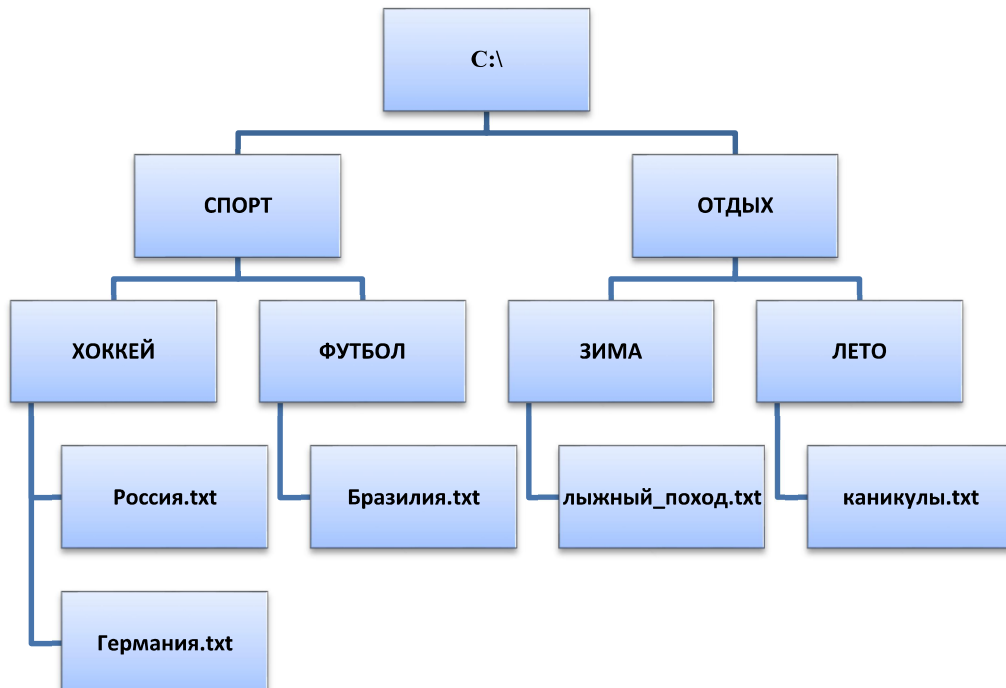 C:\
СПОРТ
ОТДЫХ
ХОККЕЙ
ФУТБОЛ
ЗИМА
ЛЕТО
Россия.txt
Бразилия.txt
лыжный_поход.txt
каникулы.txt
Германия.txt